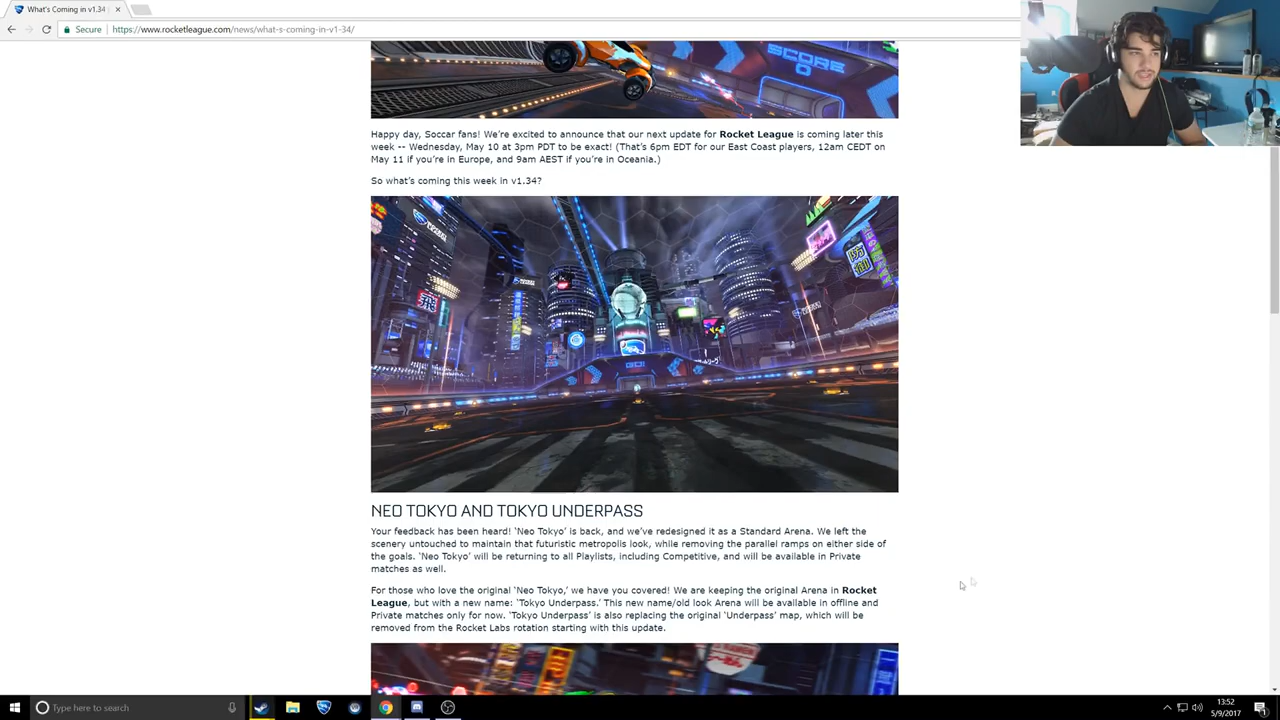 What's Coming in v1.34
Secure
https://www.rocketleague.com/news/what-s-coming-in-v1-34/
SCORE
0
Happy day, Soccar fans! We're excited to announce that our next update for Rocket League is coming later this
week -- Wednesday, May 10 at 3pm PDT to be exact! (That's 6pm EDT for our East Coast players, 12am CEDT on
May 11 if you're in Europe, and 9am AEST if you're in Oceania.)
So what's coming this week in v1.34?
GO!
NEO TOKYO AND TOKYO UNDERPASS
Your feedback has been heard! 'Neo Tokyo' is back, and we've redesigned it as a Standard Arena. We left the
scenery untouched to maintain that futuristic metropolis look, while removing the parallel ramps on either side of
the goals. 'Neo Tokyo' will be returning to all Playlists, including Competitive, and will be available in Private
matches as well.
For those who love the original 'Neo Tokyo,' we have you covered! We are keeping the original Arena in Rocket
League, but with a new name: 'Tokyo Underpass.' This new name/old look Arena will be available in offline and
Private matches only for now. 'Tokyo Underpass' is also replacing the original 'Underpass' map, which will be
removed from the Rocket Labs rotation starting with this update.
Type here to search
13:52
5/9/2017